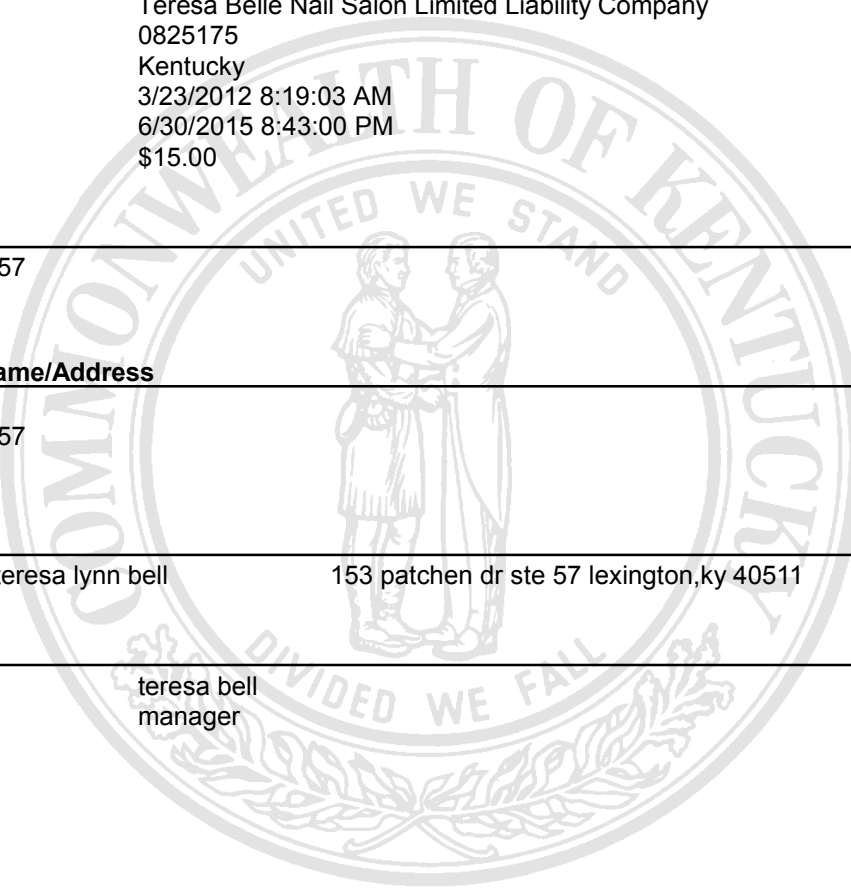 Teresa Belle Nail Salon Limited Liability Company
0825175
Kentucky
3/23/2012 8:19:03 AM
6/30/2015 8:43:00 PM
$15.00
57
ame/Address
57
teresa lynn bell 153 patchen dr ste 57 lexington,ky 40511
teresa bell
manager
COMMONWEALTH OF KENTUCKY
UNITED WE STAND
DIVIDED WE FALL